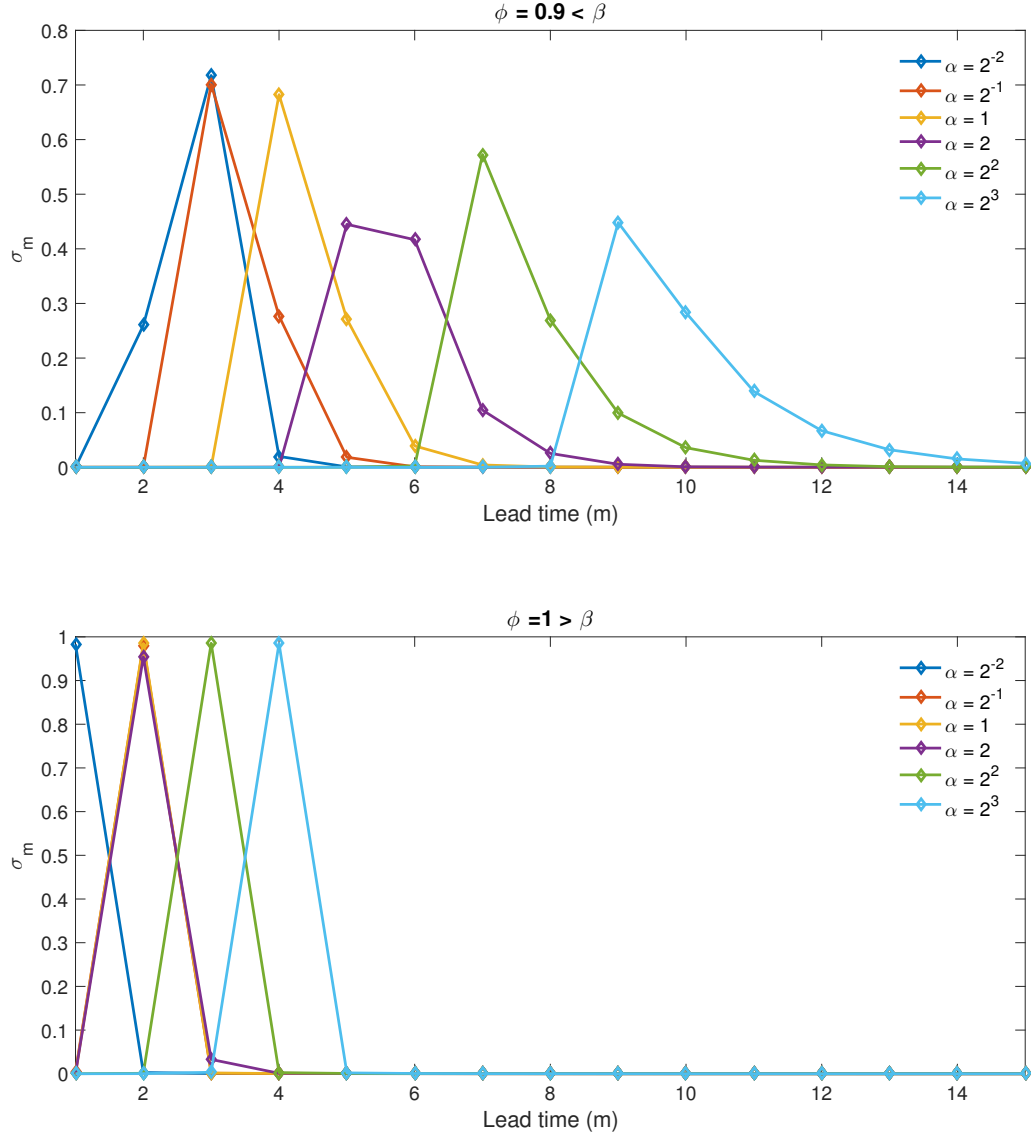 ϕ = 0.9 < β
0.8
0.7
0.6
0.5
0.4
0.3
0.2
0.1
0
σm
α = 2-2
α = 2-1
α = 1
α = 2
α = 22
α = 23
2 4 6 8 10 12 14
Lead time (m)
ϕ =1 > β
1
0.9
0.8
0.7
0.6
0.5
0.4
0.3
0.2
0.1
0
σm
α = 2-2
α = 2-1
α = 1
α = 2
α = 22
α = 23
2 4 6 8 10 12 14
Lead time (m)